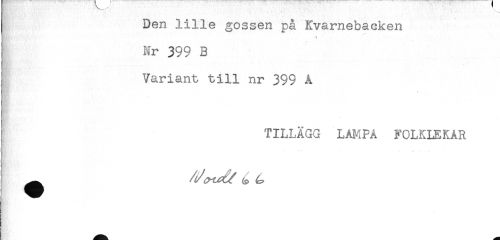 Den lille gossen på Kvarnebacken
Nr 399 B
Variant till nr 399 A
TILLÄGG LAMPA FOLKLEKAR
Nordl 66